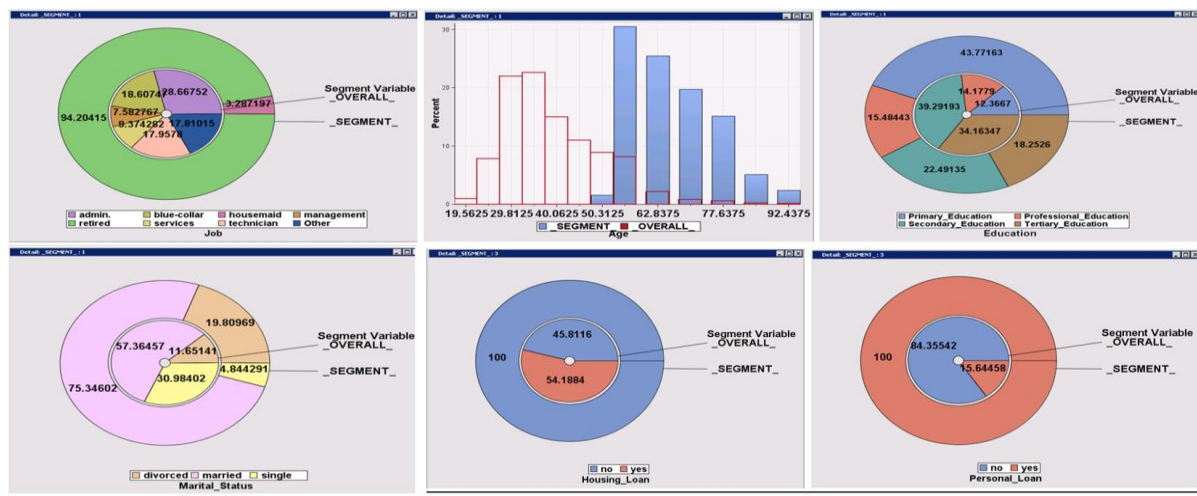 Detail: _SEGMENT_ : 1
28.66752
18.6074
7.582767
9.374282
17.9578
17.81015
94.20415
3.287197
Segment Variable
_OVERALL_
_SEGMENT_
admin. blue-collar housemaid management
retired services technician Other
Job
Detail: _SEGMENT_ : 1
Percent
30
20
10
0
19.5625 29.8125 40.0625 50.3125 62.8375 77.6375 92.4375
_SEGMENT_ _OVERALL_
Age
Detail: _SEGMENT_ : 1
43.77163
14.1779
39.29193
12.3667
34.16347
15.48443
18.2526
22.49135
Segment Variable
_OVERALL_
_SEGMENT_
Primary_Education Professional_Education
Secondary_Education Tertiary_Education
Education
Detail: _SEGMENT_ : 1
19.80969
57.36457
11.65141
30.98402
4.844291
75.34602
Segment Variable
_OVERALL_
_SEGMENT_
divorced married single
Marital_Status
Detail: _SEGMENT_ : 3
45.8116
100
54.1884
Segment Variable
_OVERALL_
_SEGMENT_
no yes
Housing_Loan
Detail: _SEGMENT_ : 3
84.35542
100
15.64458
Segment Variable
_OVERALL_
_SEGMENT_
no yes
Personal_Loan